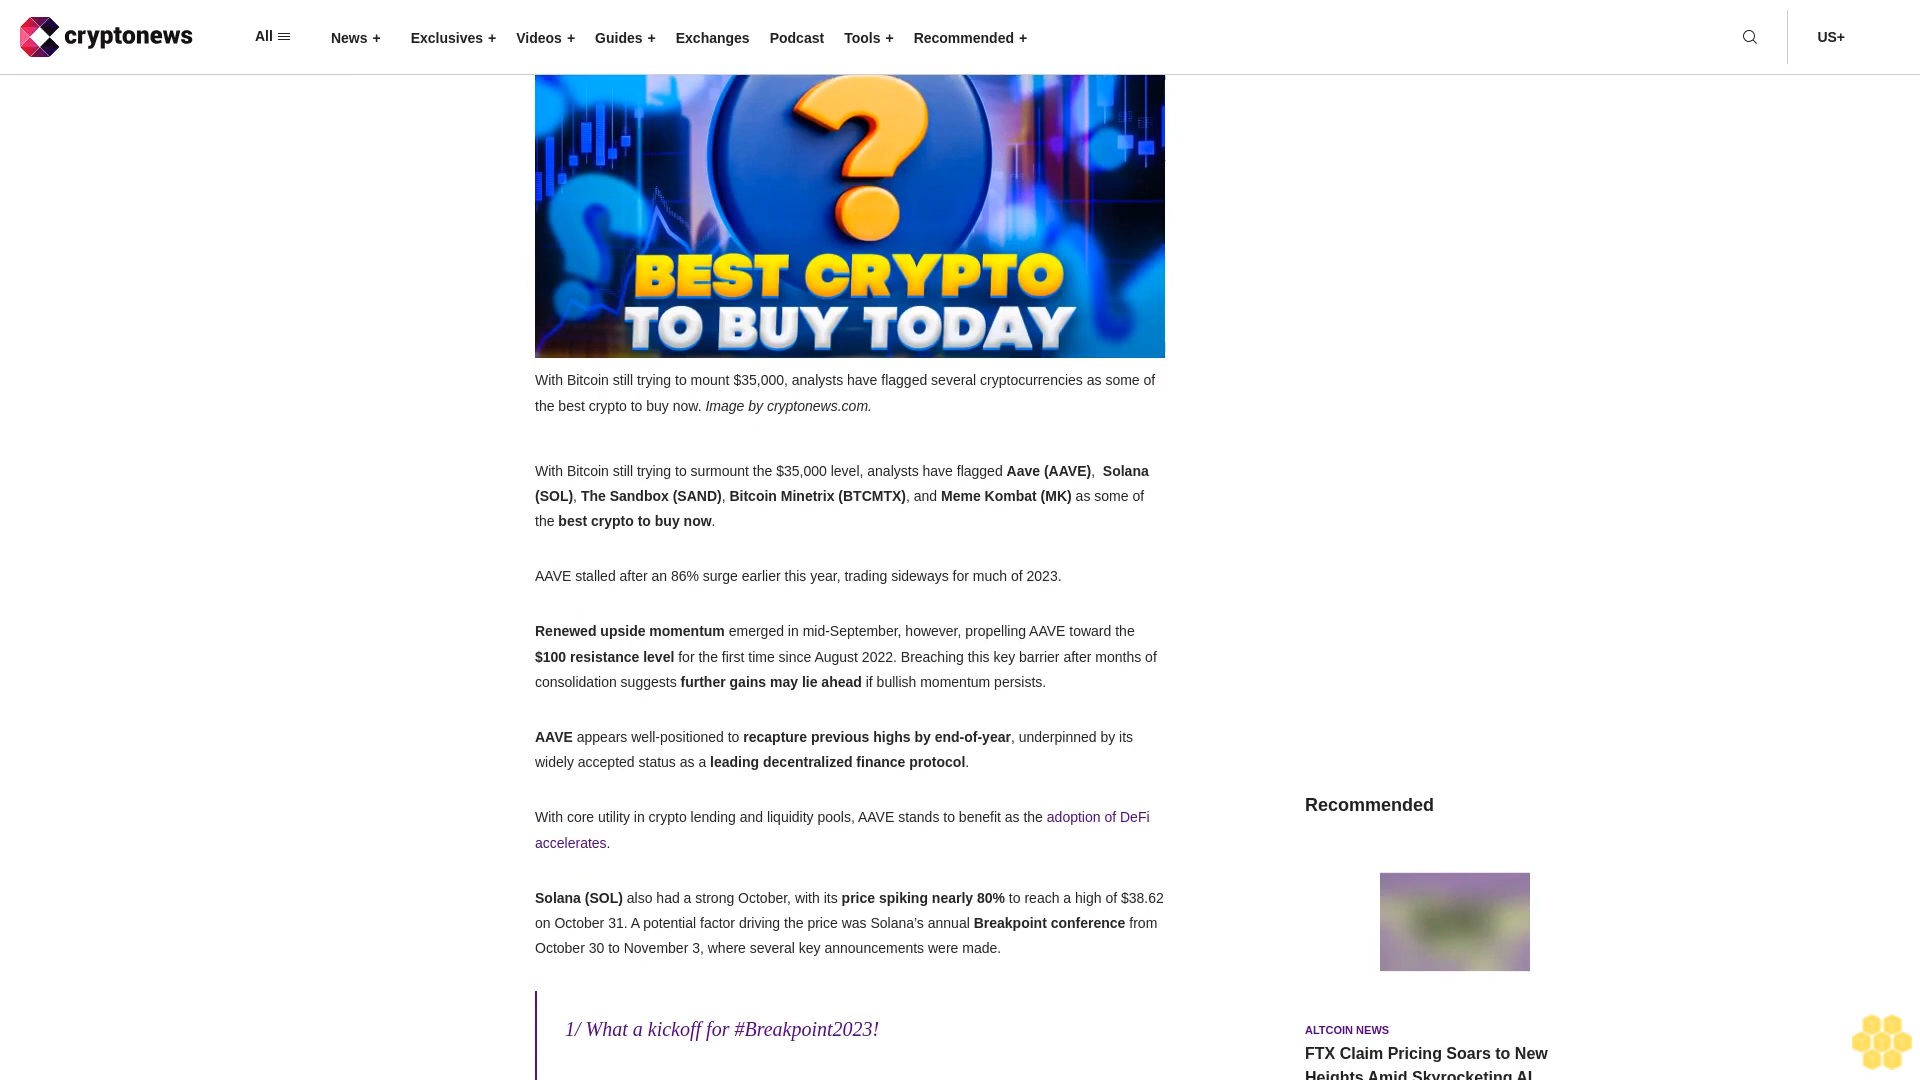 cryptonews
All
News +
Exclusives +
Videos +
Guides +
Exchanges
Podcast
Tools +
Recommended +
US+
BEST CRYPTO
TO BUY TODAY
With Bitcoin still trying to mount $35,000, analysts have flagged several cryptocurrencies as some of
the best crypto to buy now. Image by cryptonews.com.
With Bitcoin still trying to surmount the $35,000 level, analysts have flagged Aave (AAVE),  Solana
(SOL), The Sandbox (SAND), Bitcoin Minetrix (BTCMTX), and Meme Kombat (MK) as some of
the best crypto to buy now.
AAVE stalled after an 86% surge earlier this year, trading sideways for much of 2023.
Renewed upside momentum emerged in mid-September, however, propelling AAVE toward the
$100 resistance level for the first time since August 2022. Breaching this key barrier after months of
consolidation suggests further gains may lie ahead if bullish momentum persists.
AAVE appears well-positioned to recapture previous highs by end-of-year, underpinned by its
widely accepted status as a leading decentralized finance protocol.
With core utility in crypto lending and liquidity pools, AAVE stands to benefit as the adoption of DeFi
accelerates.
Solana (SOL) also had a strong October, with its price spiking nearly 80% to reach a high of $38.62
on October 31. A potential factor driving the price was Solana’s annual Breakpoint conference from
October 30 to November 3, where several key announcements were made.
1/ What a kickoff for #Breakpoint2023!
Recommended
ALTCOIN NEWS
FTX Claim Pricing Soars to New
Heights Amid Skyrocketing AI